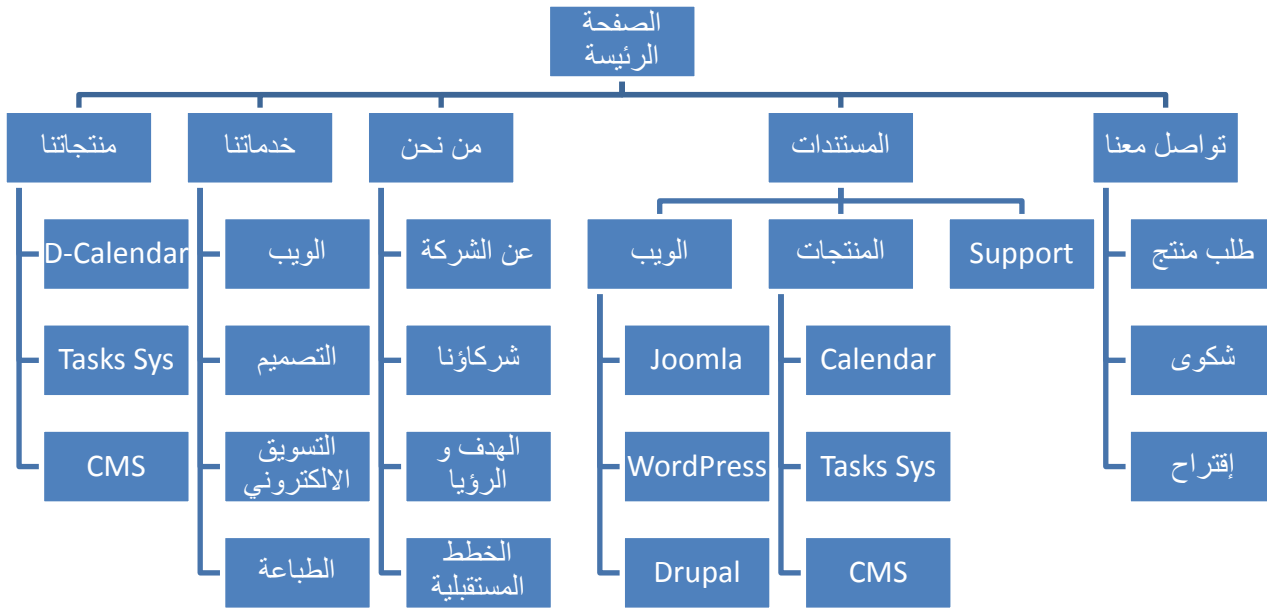 الصفحة
الرئيسة
تواصل معنا
المستندات
من نحن
خدماتنا
منتجاتنا
طلب منتج
شكوى
إقتراح
Support
المنتجات
Calendar
Tasks Sys
CMS
الويب
Joomla
WordPress
Drupal
عن الشركة
شركاؤنا
الهدف و
الرؤيا
الخطط
المستقبلية
الويب
التصميم
التسويق
الالكتروني
الطباعة
D-Calendar
Tasks Sys
CMS